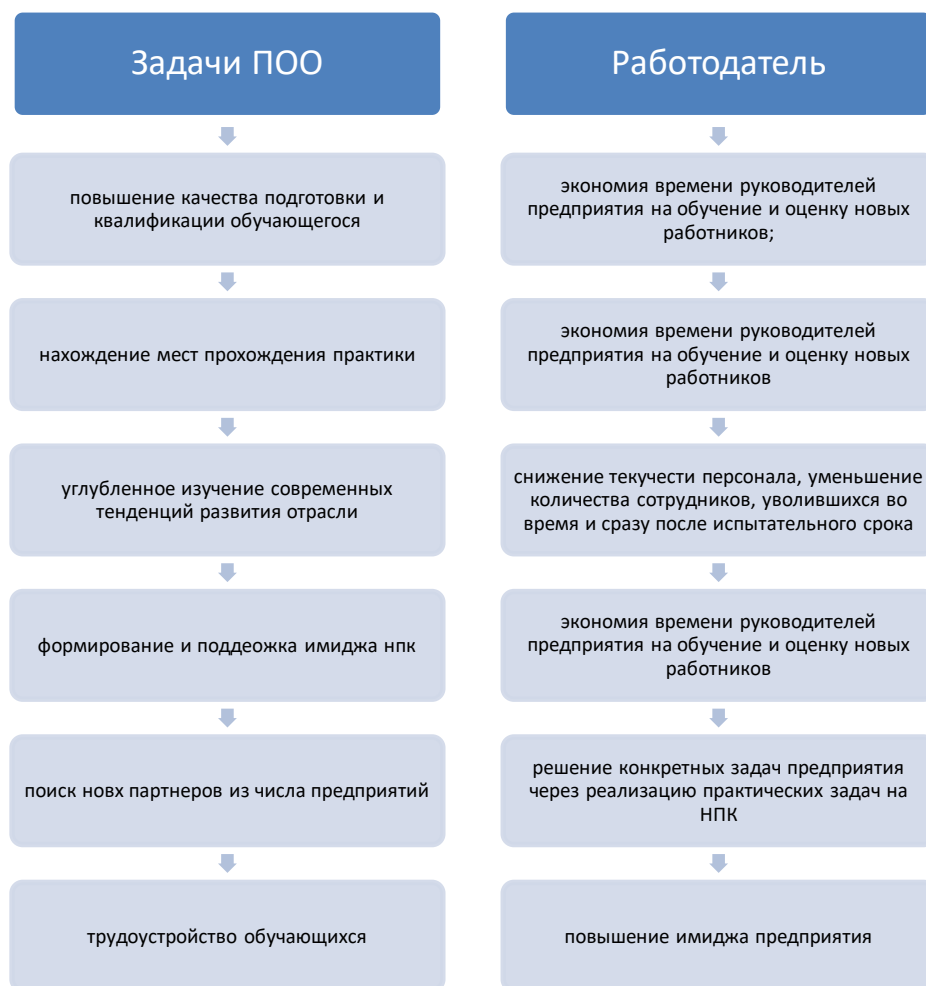 Задачи ПОО
повышение качества подготовки и
квалификации обучающегося
нахождение мест прохождения практики
углубленное изучение современных
тенденций развития отрасли
формирование и поддеожка имиджа нпк
поиск новх партнеров из числа предприятий
трудоустройство обучающихся
Работодатель
экономия времени руководителей
предприятия на обучение и оценку новых
работников;
экономия времени руководителей
предприятия на обучение и оценку новых
работников
снижение текучести персонала, уменьшение
количества сотрудников, уволившихся во
время и сразу после испытательного срока
экономия времени руководителей
предприятия на обучение и оценку новых
работников
решение конкретных задач предприятия
через реализацию практических задач на
НПК
повышение имиджа предприятия